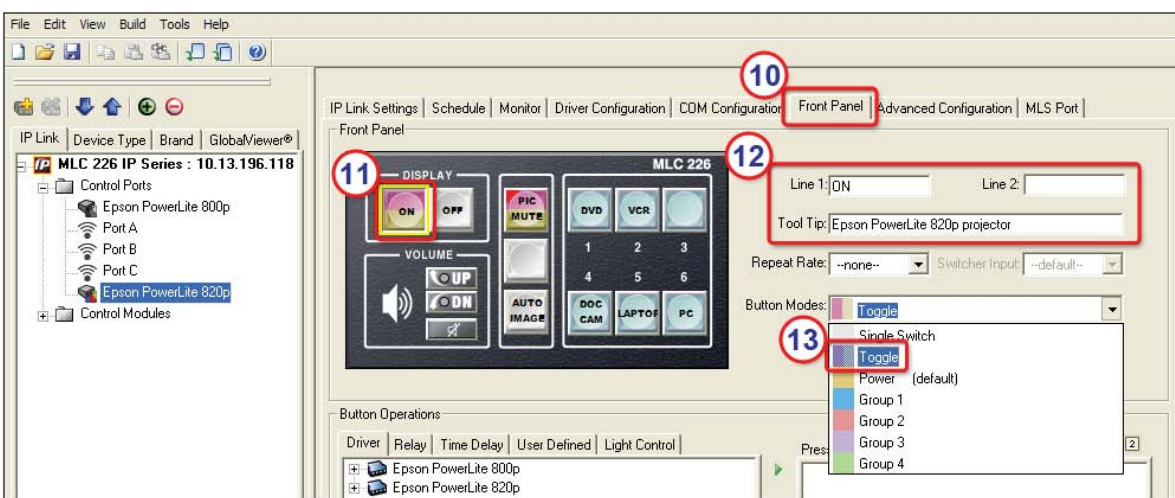 File Edit View Build Tools Help
10
IP Link Settings Schedule Monitor Driver Configuration COM Configuration Front Panel Advanced Configuration MLS Port
IP Link Device Type Brand GlobalViewer®
MLC 226 IP Series : 10.13.196.118
Control Ports
Epson PowerLite 800p
Port A
Port B
Port C
Epson PowerLite 820p
Control Modules
Front Panel
11
MLC 226
DISPLAY
ON OFF
PIC MUTE
DVD VCR
1 2 3
VOLUME
UP
DN
4 5 6
AUTO IMAGE
DOC CAM
LAPTOP
PC
12
Line 1: ON Line 2:
Tool Tip: Epson PowerLite 820p projector
Repeat Rate: --none-- Switcher Input: --default--
Button Modes: Toggle
13
Single Switch
Toggle
Power (default)
Group 1
Group 2
Group 3
Group 4
Button Operations
Driver Relay Time Delay User Defined Light Control
Epson PowerLite 800p
Epson PowerLite 820p
2